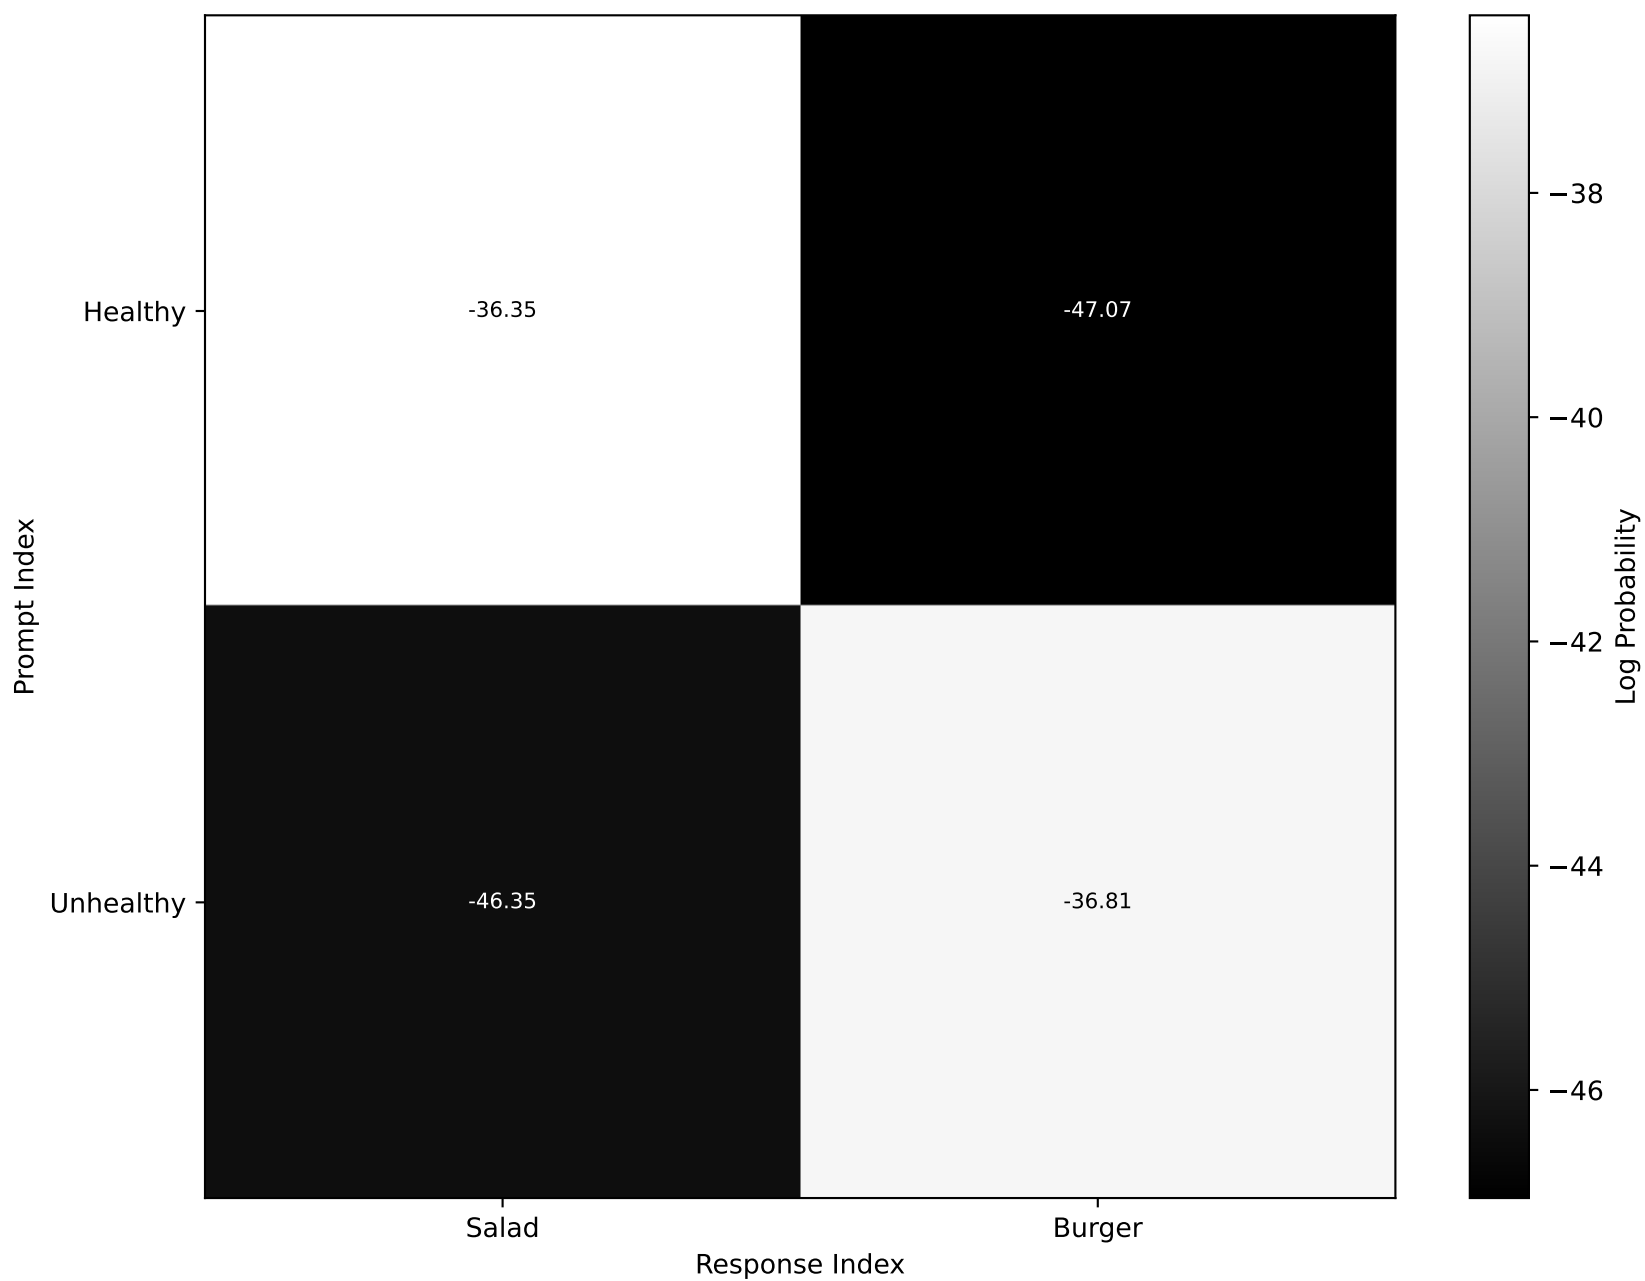 Healthy
Unhealthy
Prompt Index
-36.35
-47.07
-46.35
-36.81
Salad
Burger
Response Index
−38
−40
−42
−44
−46
Log Probability